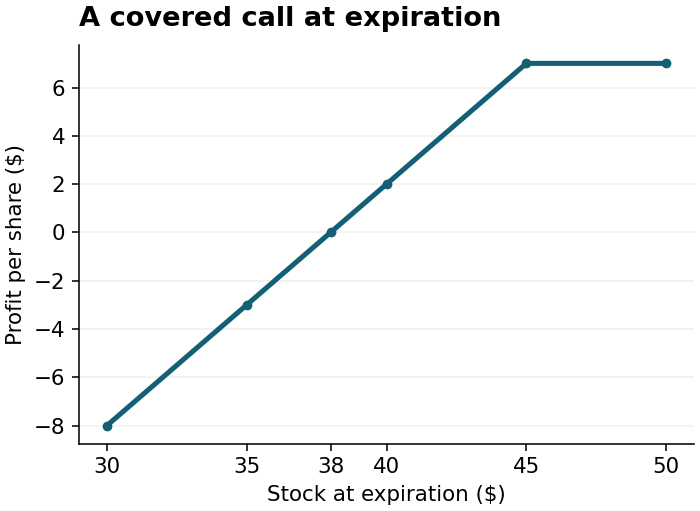 A covered call at expiration
Profit per share ($)
6
4
2
0
−2
−4
−6
−8
30 35 38 40 45 50
Stock at expiration ($)